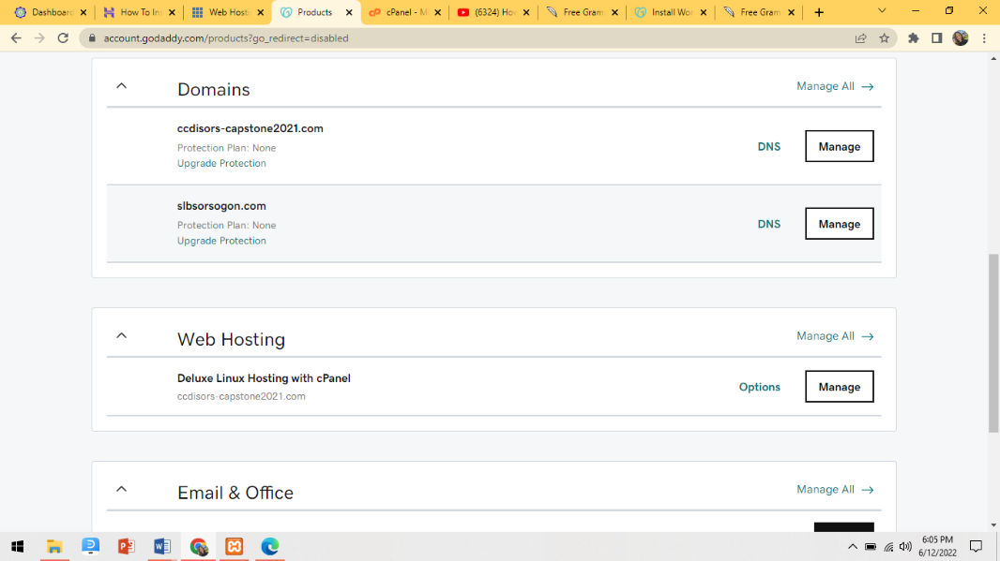 Dashboard
How To Ins
Web Hosti
Products
cPanel - M
(6324) Hos
Free Gram
Install Wor
Free Gram
account.godaddy.com/products?go_redirect=disabled
Domains
Manage All →
ccdisors-capstone2021.com
Protection Plan: None
Upgrade Protection
DNS
Manage
slbsorsogon.com
Protection Plan: None
Upgrade Protection
DNS
Manage
Web Hosting
Manage All →
Deluxe Linux Hosting with cPanel
ccdisors-capstone2021.com
Options
Manage
Email & Office
Manage All →
6:05 PM
6/12/2022